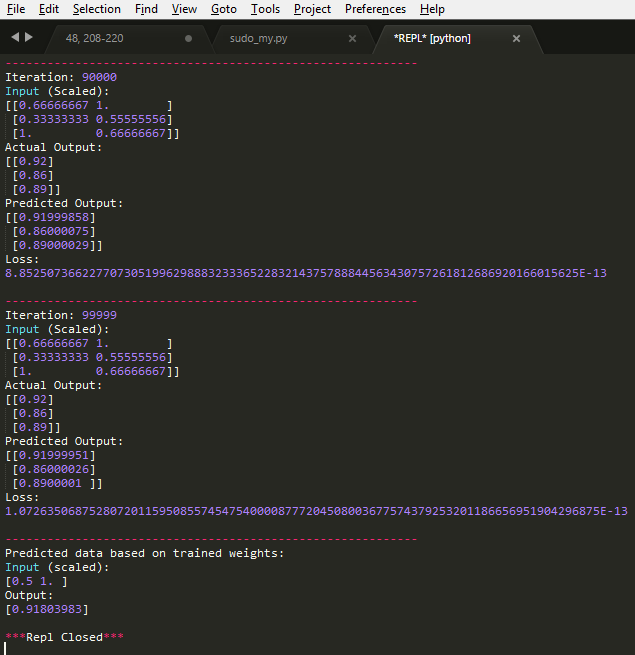 File Edit Selection Find View Goto Tools Project Preferences Help
48, 208-220 sudo_my.py *REPL* [python]
----------------------------------------------------------
Iteration: 90000
Input (Scaled):
[[0.66666667 1.        ]
 [0.33333333 0.55555556]
 [1.         0.66666667]]
Actual Output:
[[0.92]
 [0.86]
 [0.89]]
Predicted Output:
[[0.91999858]
 [0.86000075]
 [0.89000029]]
Loss:
8.85250736622770730519962988832333652283214375788844563430757261812686920166015625E-13
----------------------------------------------------------
Iteration: 99999
Input (Scaled):
[[0.66666667 1.        ]
 [0.33333333 0.55555556]
 [1.         0.66666667]]
Actual Output:
[[0.92]
 [0.86]
 [0.89]]
Predicted Output:
[[0.91999951]
 [0.86000026]
 [0.8900001 ]]
Loss:
1.0726350687528072011595085574547540000877720450800367757437925320118665695190429​6875E-13
----------------------------------------------------------
Predicted data based on trained weights:
Input (scaled):
[0.5 1. ]
Output:
[0.91803983]
***Repl Closed***